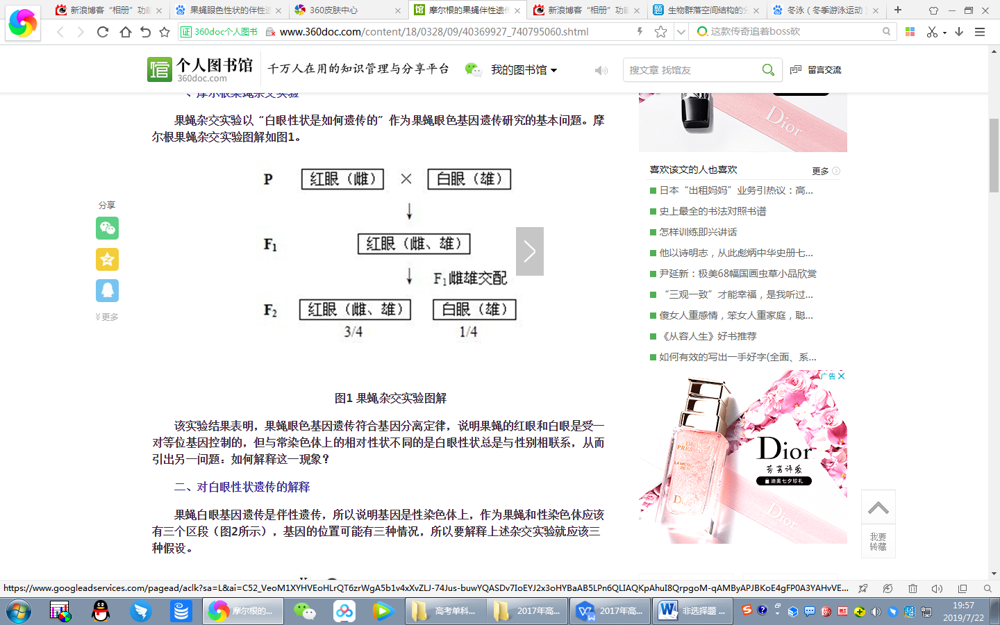 新浪博客 “相册” 功能
果蝇眼色性状的伴性遗
360皮肤中心
摩尔根的果蝇伴性遗传
新浪博客 “相册” 功能
生物群落空间结构的分
冬泳（冬季游泳运动）
证 360doc个人图书
www.360doc.com/content/18/0328/09/40369927_740795060.shtml
这款传奇追着boss砍
馆 个人图书馆
360doc.com
千万人在用的知识管理与分享平台
我的图书馆
搜文章 找馆友
留言交流
、摩尔根果蝇杂交实验
果蝇杂交实验以“白眼性状是如何遗传的”作为果蝇眼色基因遗传研究的基本问题。摩
尔根果蝇杂交实验图解如图1。
P 红眼（雌） × 白眼（雄）
F1 红眼（雌、雄）
F1雌雄交配
F2 红眼（雌、雄） 白眼（雄）
3/4 1/4
图1 果蝇杂交实验图解
该实验结果表明，果蝇眼色基因遗传符合基因分离定律，说明果蝇的红眼和白眼是受一
对等位基因控制的，但与常染色体上的相对性状不同的是白眼性状总是与性别相联系，从而
引出另一问题：如何解释这一现象？
二、对白眼性状遗传的解释
果蝇白眼基因遗传是伴性遗传，所以说明基因是性染色体上，作为果蝇和性染色体应该
有三个区段（图2所示），基因的位置可能有三种情况，所以要解释上述杂交实验就应该三
种假设。
分享
更多
Dior
喜欢该文的人也喜欢
更多
日本“出租妈妈”业务引热议：高...
史上最全的书法对照书谱
怎样训练即兴讲话
他以诗明志，从此彪炳中华史册七...
尹延新：极美68幅国画虫草小品欣赏
“三观一致”才能幸福，是我听过...
傻女人重感情，笨女人重家庭，聪...
《从容人生》好书推荐
如何有效的写出一手好字(全面、系...
广告
Dior
迪奥七夕珍礼
Dior
我要
转藏
https://www.googleadservices.com/pagead/aclk?sa=L&ai=C52_VeoM1XYHVEoHLrQT6zrWgA5b1v4xXvZLJ-74Jus-buwYQASDv7IoEYJ2x3oHYBaAB5LPn6QLIAQKpAhuI8QrpgoM-qAMByAPJBKoE4gFP0A3YAHvVE...
摩尔根的...
高考单科...
2017年高...
2017年高...
非选择题 ...
19:57
2019/7/22